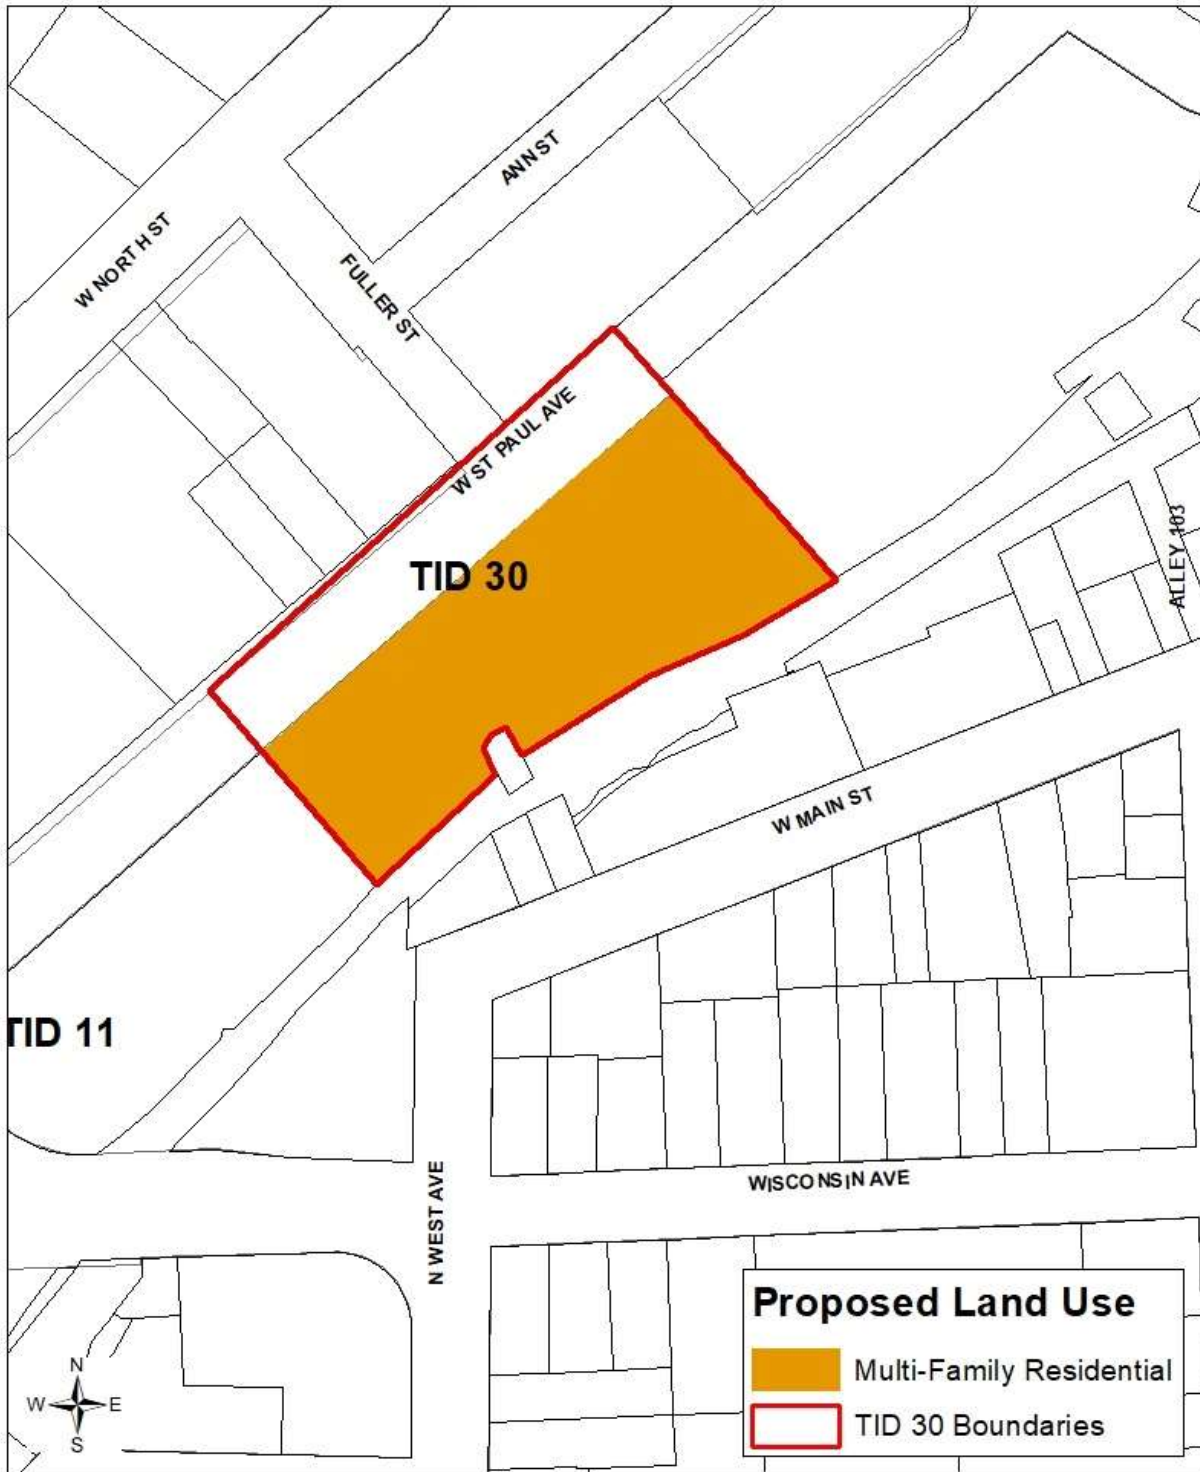 ANN ST
W NORTH ST
FULLER ST
W ST PAUL AVE
TID 30
ALLEY 103
W MAIN ST
TID 11
WISCONSIN AVE
N WEST AVE
Proposed Land Use
Multi-Family Residential
TID 30 Boundaries
N
W E
S